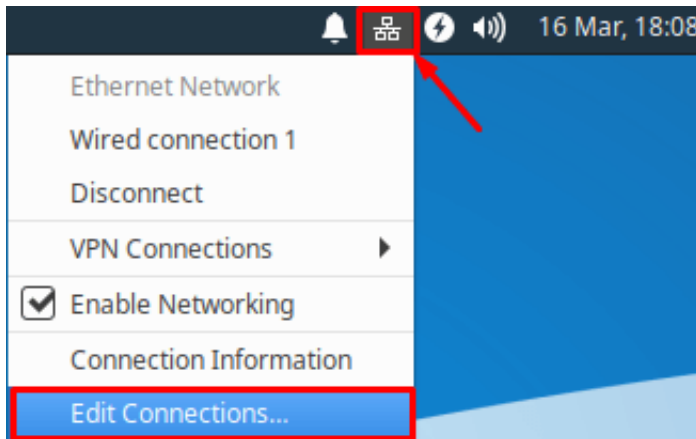 16 Mar, 18:08
Ethernet Network
Wired connection 1
Disconnect
VPN Connections
Enable Networking
Connection Information
Edit Connections...